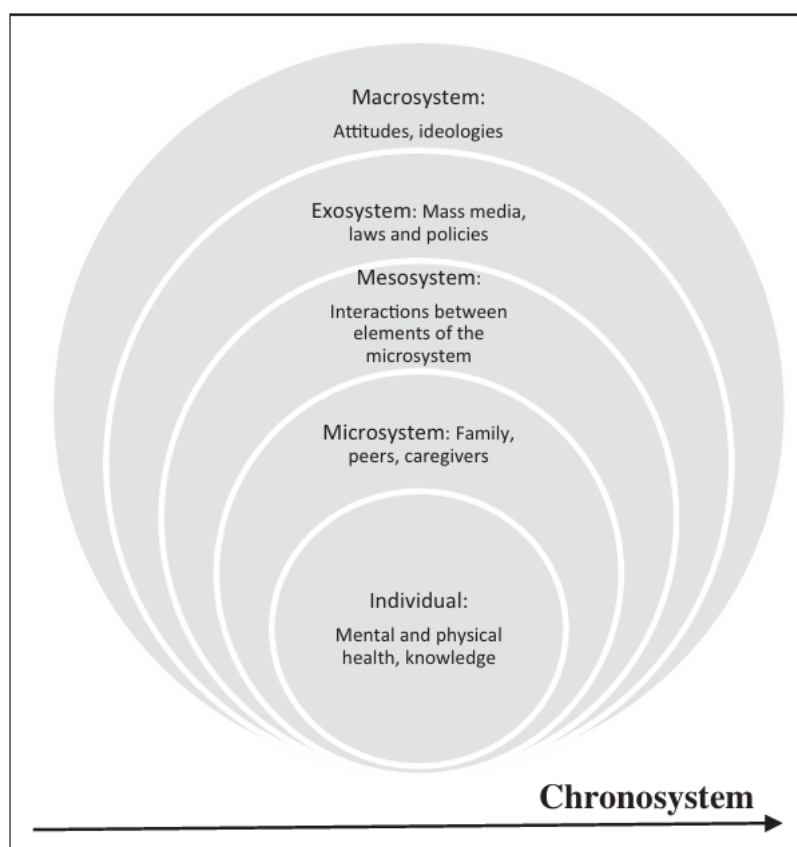 Macrosystem:
Attitudes, ideologies
Exosystem: Mass media,
laws and policies
Mesosystem:
Interactions between
elements of the
microsystem
Microsystem: Family,
peers, caregivers
Individual:
Mental and physical
health, knowledge
Chronosystem